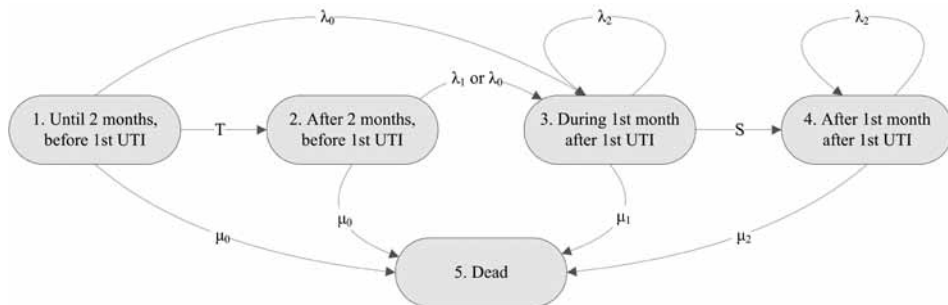 λ0
λ2
λ2
λ1 or λ0
1. Until 2 months,
before 1st UTI
T
2. After 2 months,
before 1st UTI
3. During 1st month
after 1st UTI
S
4. After 1st month
after 1st UTI
μ0
μ0
μ1
μ2
5. Dead